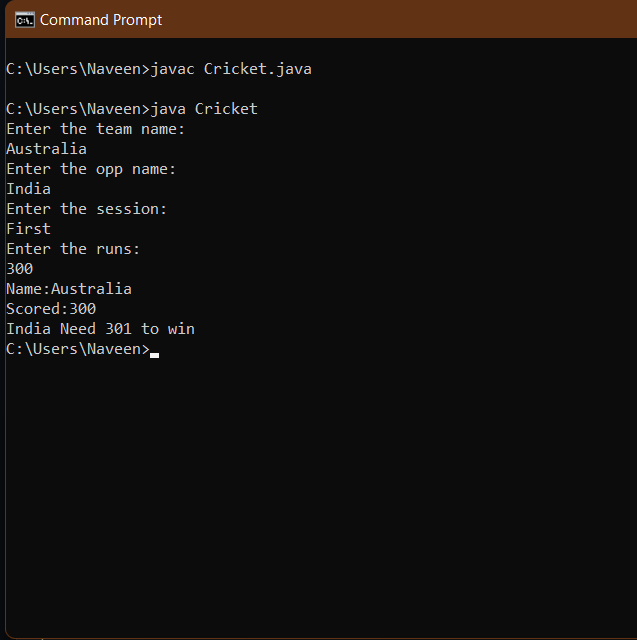 Command Prompt
C:\Users\Naveen>javac Cricket.java
C:\Users\Naveen>java Cricket
Enter the team name:
Australia
Enter the opp name:
India
Enter the session:
First
Enter the runs:
300
Name:Australia
Scored:300
India Need 301 to win
C:\Users\Naveen>